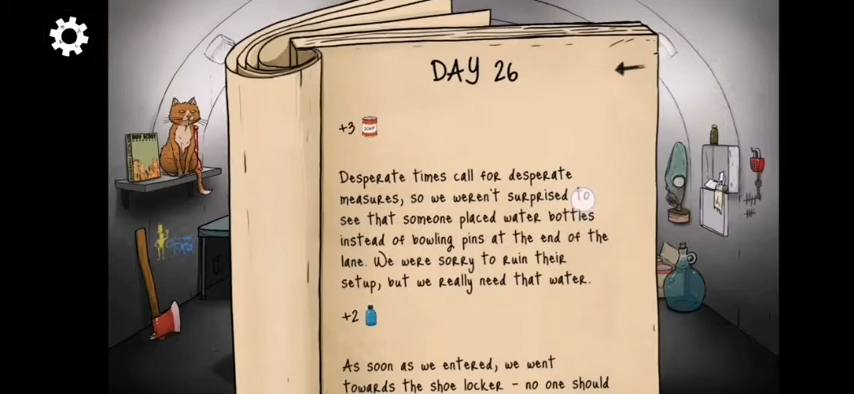 DAY 26
+3
SOUP
Desperate times call for desperate
measures, so we weren't surprised to
see that someone placed water bottles
instead of bowling pins at the end of the
lane. We were sorry to ruin their
setup, but we really need that water.
+2
As soon as we entered, we went
towards the shoe locker – no one should